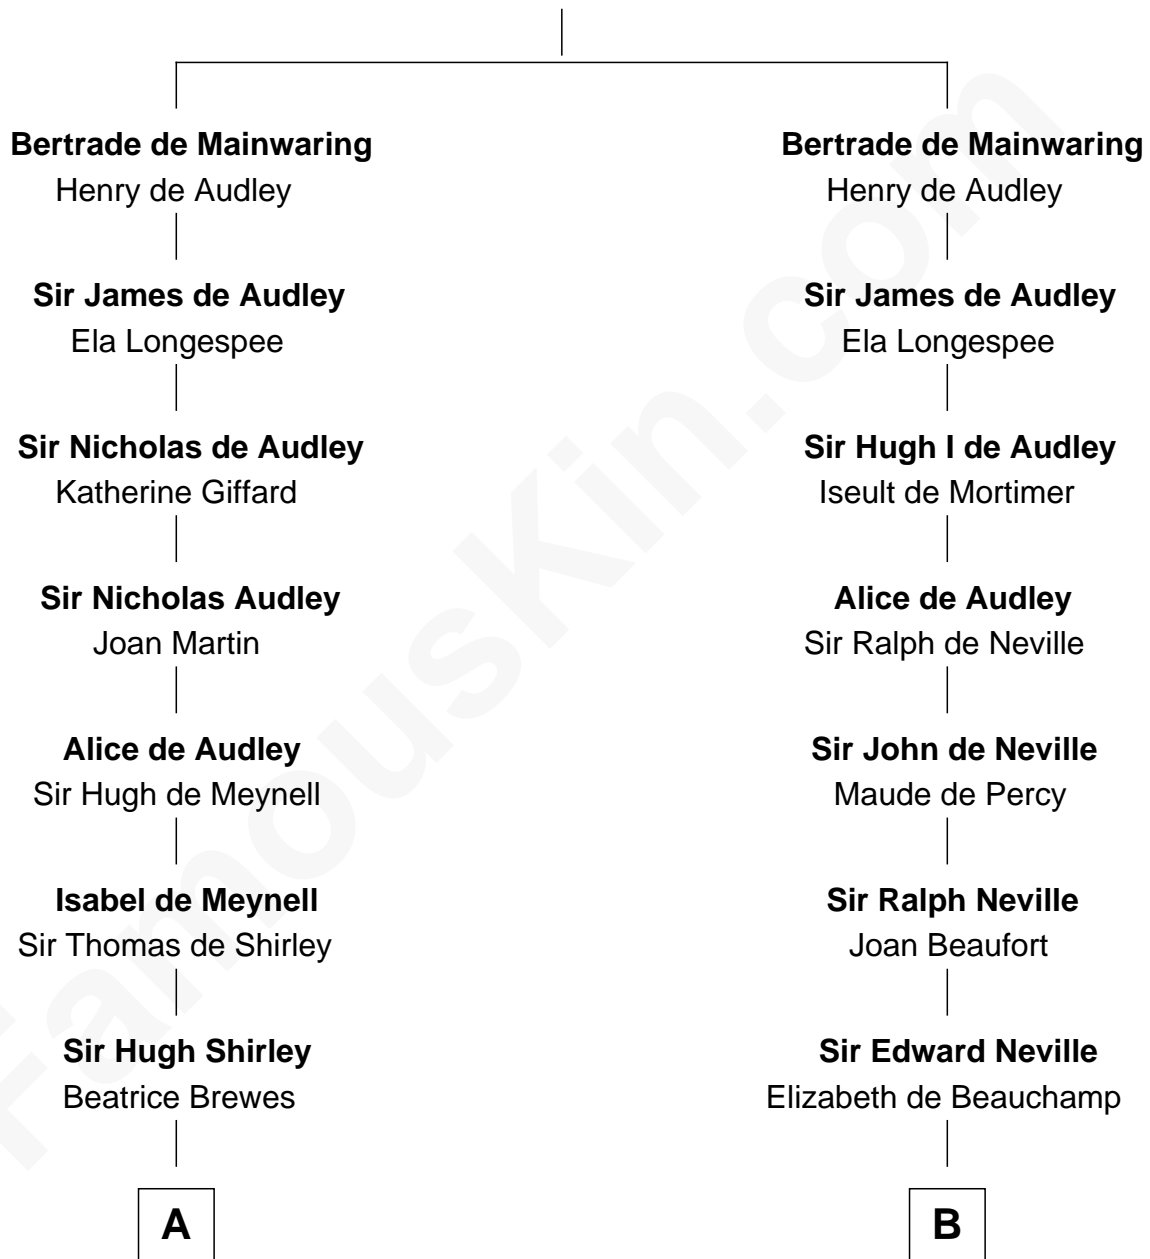 Bertrade de Mainwaring
Henry de Audley
Sir James de Audley
Ela Longespee
Sir Nicholas de Audley
Katherine Giffard
Sir Nicholas Audley
Joan Martin
Alice de Audley
Sir Hugh de Meynell
Isabel de Meynell
Sir Thomas de Shirley
Sir Hugh Shirley
Beatrice Brewes
A
Bertrade de Mainwaring
Henry de Audley
Sir James de Audley
Ela Longespee
Sir Hugh I de Audley
Iseult de Mortimer
Alice de Audley
Sir Ralph de Neville
Sir John de Neville
Maude de Percy
Sir Ralph Neville
Joan Beaufort
Sir Edward Neville
Elizabeth de Beauchamp
B
FamousKin.com